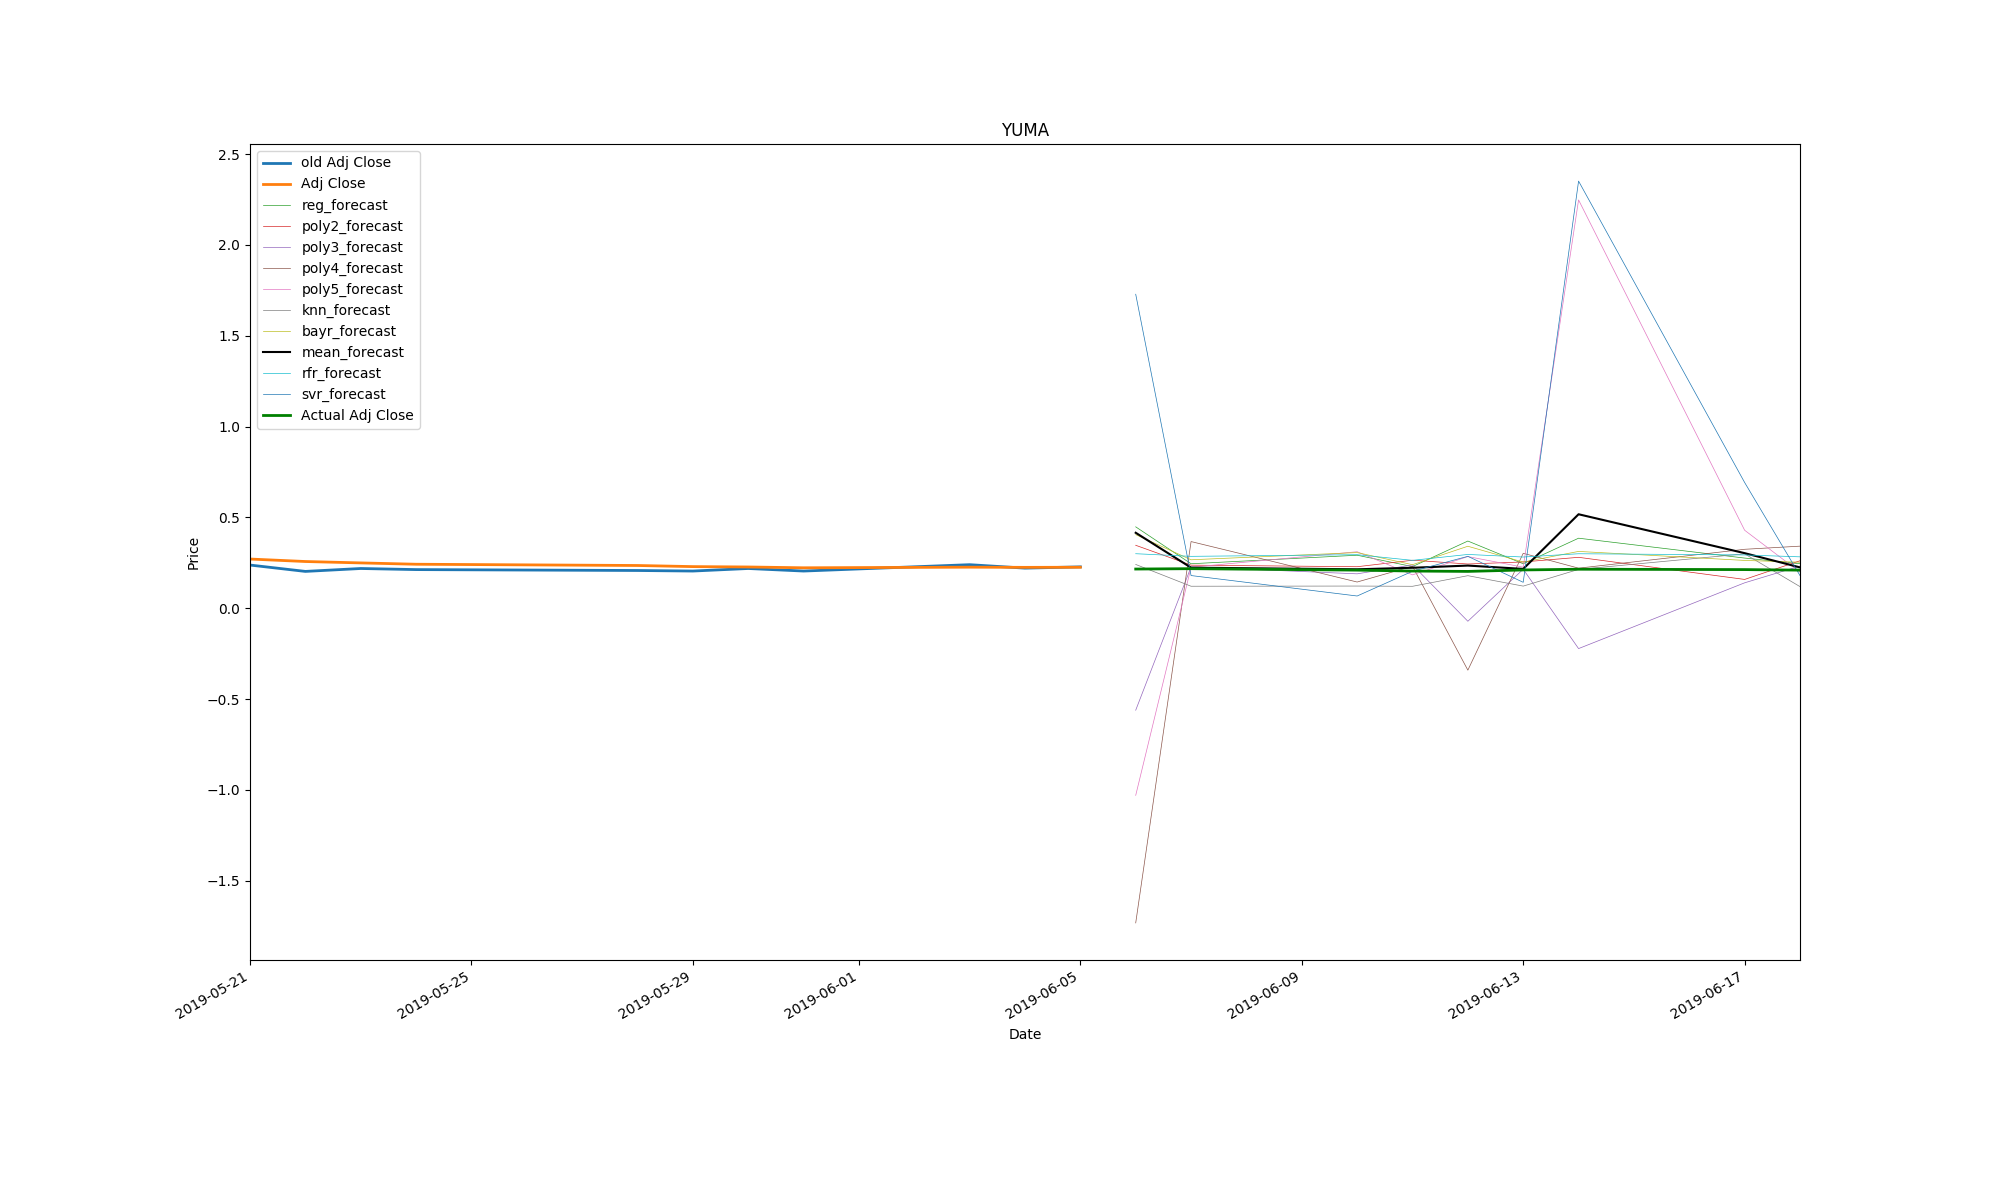 YUMA
old Adj Close
Adj Close
reg_forecast
poly2_forecast
poly3_forecast
poly4_forecast
poly5_forecast
knn_forecast
bayr_forecast
mean_forecast
rfr_forecast
svr_forecast
Actual Adj Close
2.5
2.0
1.5
1.0
0.5
0.0
−0.5
−1.0
−1.5
Price
2019-05-21
2019-05-25
2019-05-29
2019-06-01
2019-06-05
2019-06-09
2019-06-13
2019-06-17
Date